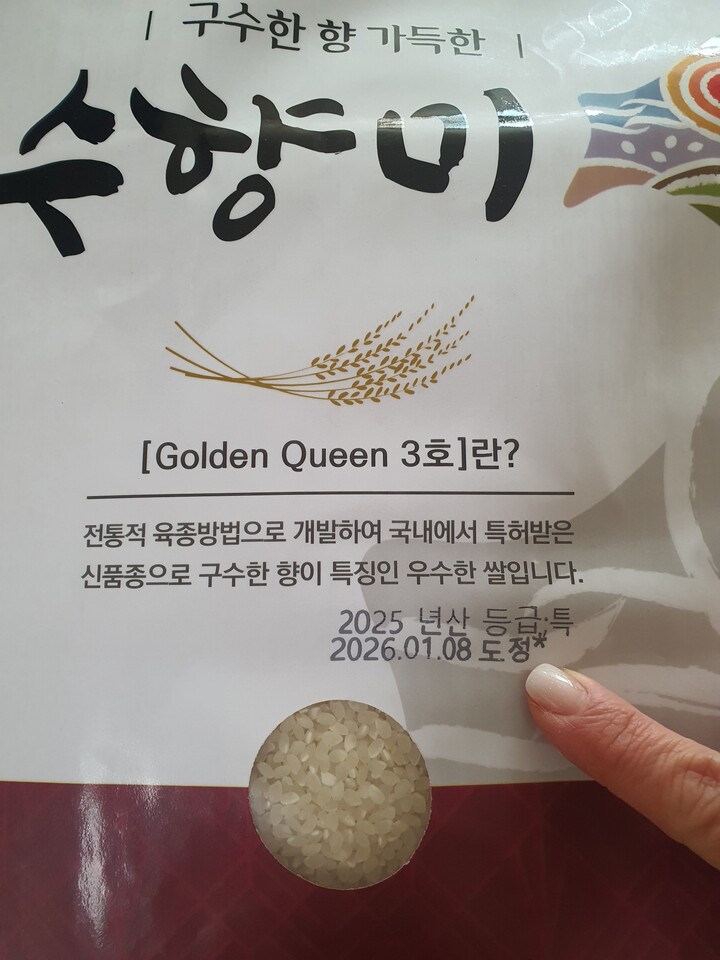 | 구수한 향 가득한 |
수향미
[Golden Queen 3호]란?
전통적 육종방법으로 개발하여 국내에서 특허받은
신품종으로 구수한 향이 특징인 우수한 쌀입니다.
2025 년산 등급:특
2026.01.08 도정*